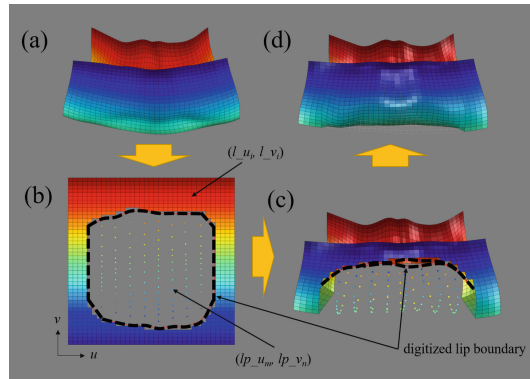 (a)
(d)
(l_u_i, l_v_i)
(b)
(c)
v
u
digitized lip boundary
(lp_u_m, lp_v_n)